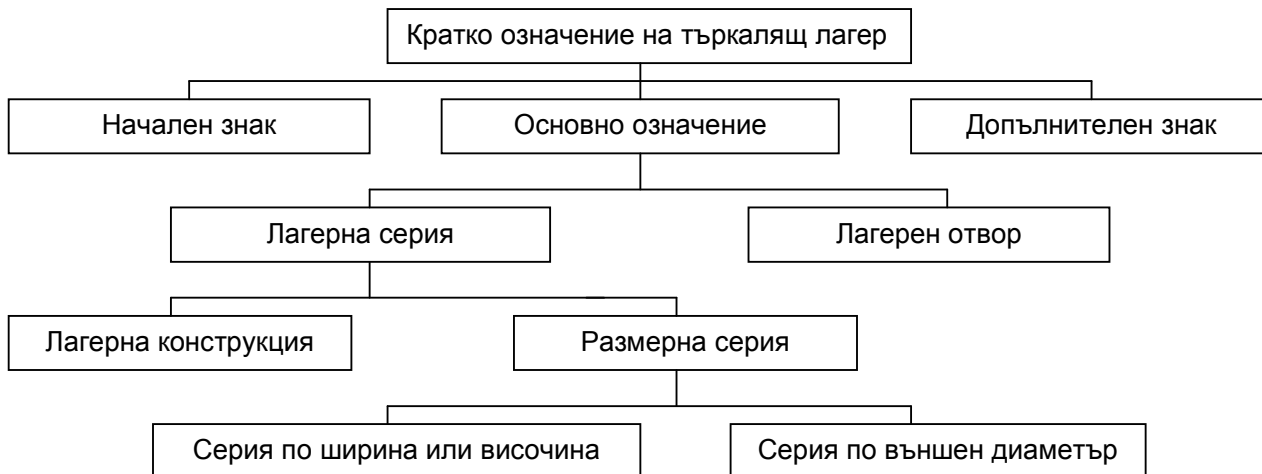 Кратко означение на търкалящ лагер
Начален знак
Основно означение
Допълнителен знак
Лагерна серия
Лагерен отвор
Лагерна конструкция
Размерна серия
Серия по ширина или височина
Серия по външен диаметър